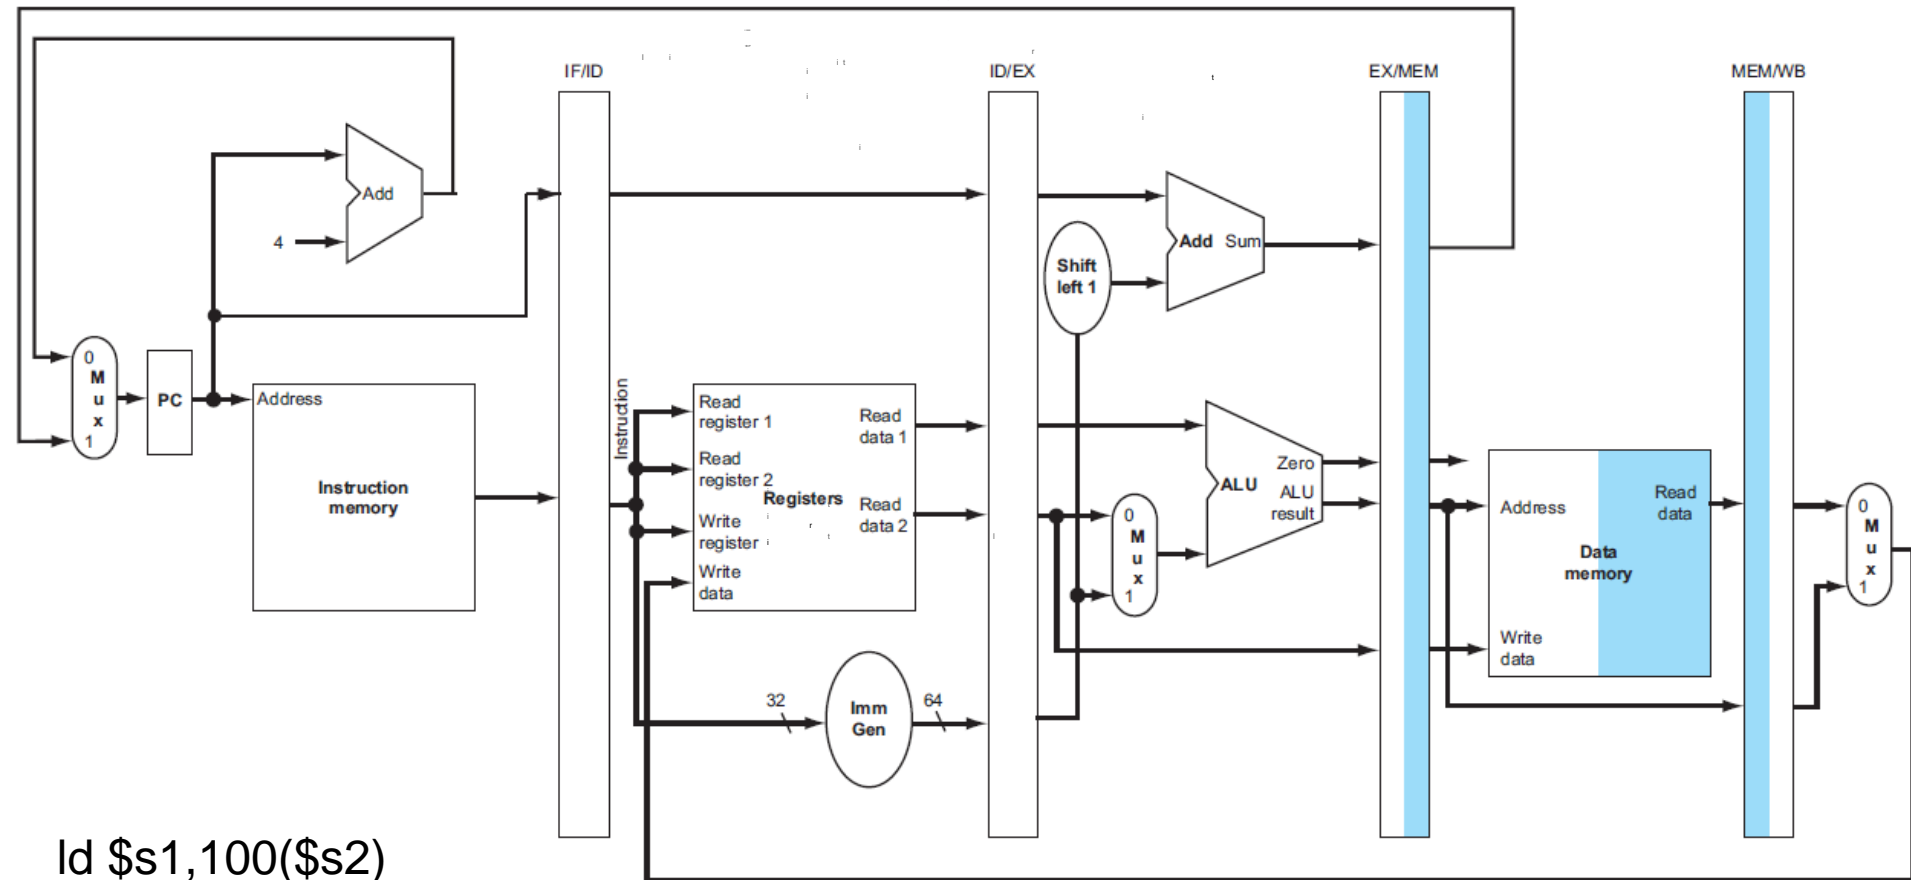 IF/ID
ID/EX
EX/MEM
MEM/WB
Add
4
Add Sum
Shift
left 1
0
M
u
x
1
PC
Address
Instruction
memory
Instruction
Read
register 1
Read
register 2
Write
register
Write
data
Registers
Read
data 1
Read
data 2
0
M
u
x
1
Zero
ALU
ALU
result
Address
Read
data
Data
memory
Write
data
0
M
u
x
1
32
Imm
Gen
64
ld $s1,100($s2)